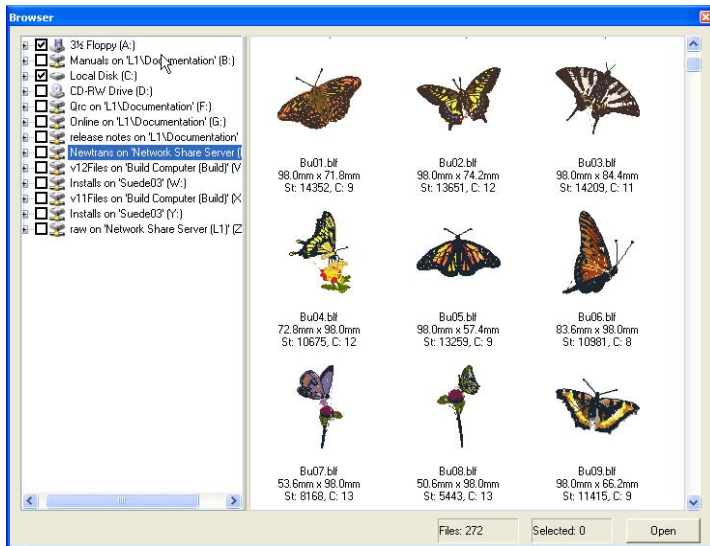 Browser
3½ Floppy (A:)
Manuals on 'L1\Documentation' (B:)
Local Disk (C:)
CD-RW Drive (D:)
Qrc on 'L1\Documentation' (F:)
Online on 'L1\Documentation' (G:)
release notes on 'L1\Documentation'
Newtrans on 'Network Share Server (
v12Files on 'Build Computer (Build)' (V
Installs on 'Suede03' (W:)
v11Files on 'Build Computer (Build)' (X
Installs on 'Suede03' (Y:)
raw on 'Network Share Server (L1)' (Z
Bu01.blf
98.0mm x 71.8mm
St: 14352, C: 9
Bu02.blf
98.0mm x 74.2mm
St: 13651, C: 12
Bu03.blf
98.0mm x 84.4mm
St: 14209, C: 11
Bu04.blf
72.8mm x 98.0mm
St: 10675, C: 12
Bu05.blf
98.0mm x 57.4mm
St: 13259, C: 9
Bu06.blf
83.6mm x 98.0mm
St: 10981, C: 8
Bu07.blf
53.6mm x 98.0mm
St: 8168, C: 13
Bu08.blf
50.6mm x 98.0mm
St: 5443, C: 13
Bu09.blf
98.0mm x 66.2mm
St: 11415, C: 9
Files: 272
Selected: 0
Open